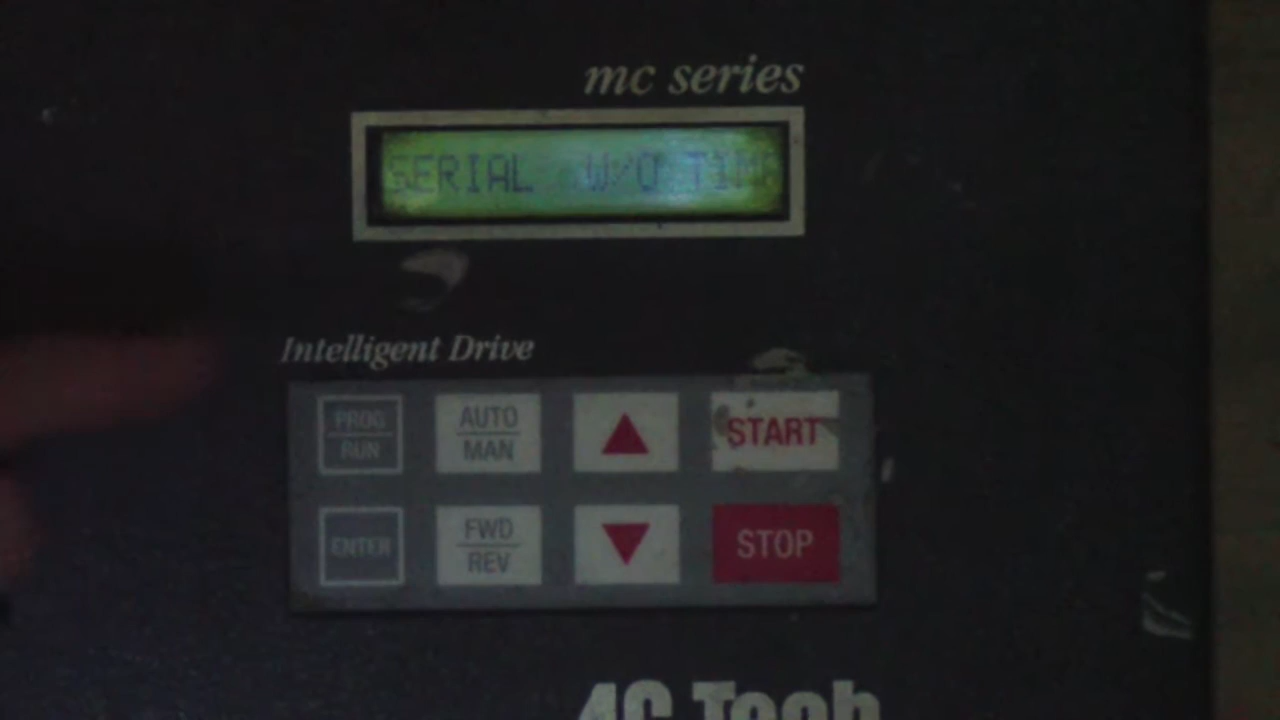 mc series
SERIAL W/O TIM
Intelligent Drive
PROG
RUN
AUTO
MAN
START
ENTER
FWD
REV
STOP
AC Tech